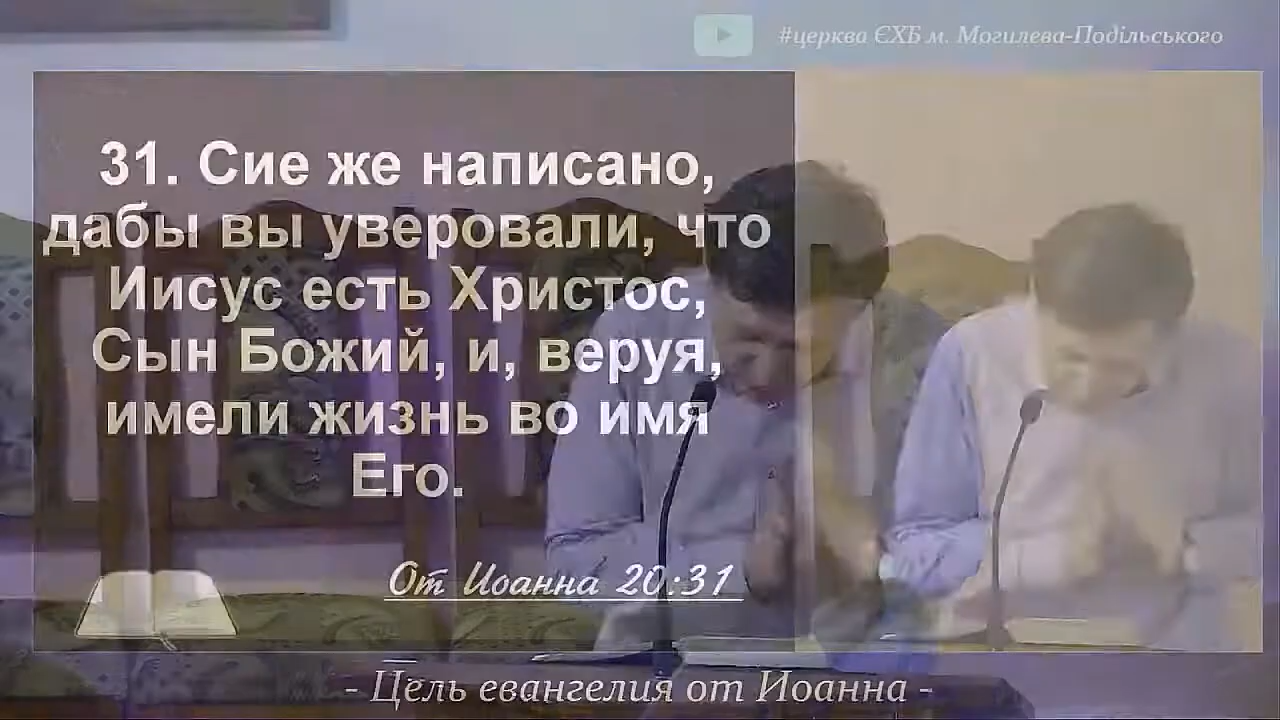 #церква ЄХБ м. Могилева-Подільського
31. Сие же написано,
дабы вы уверовали, что
Иисус есть Христос,
Сын Божий, и, веруя,
имели жизнь во имя
Его.
От Иоанна 20:31
- Цель евангелия от Иоанна -